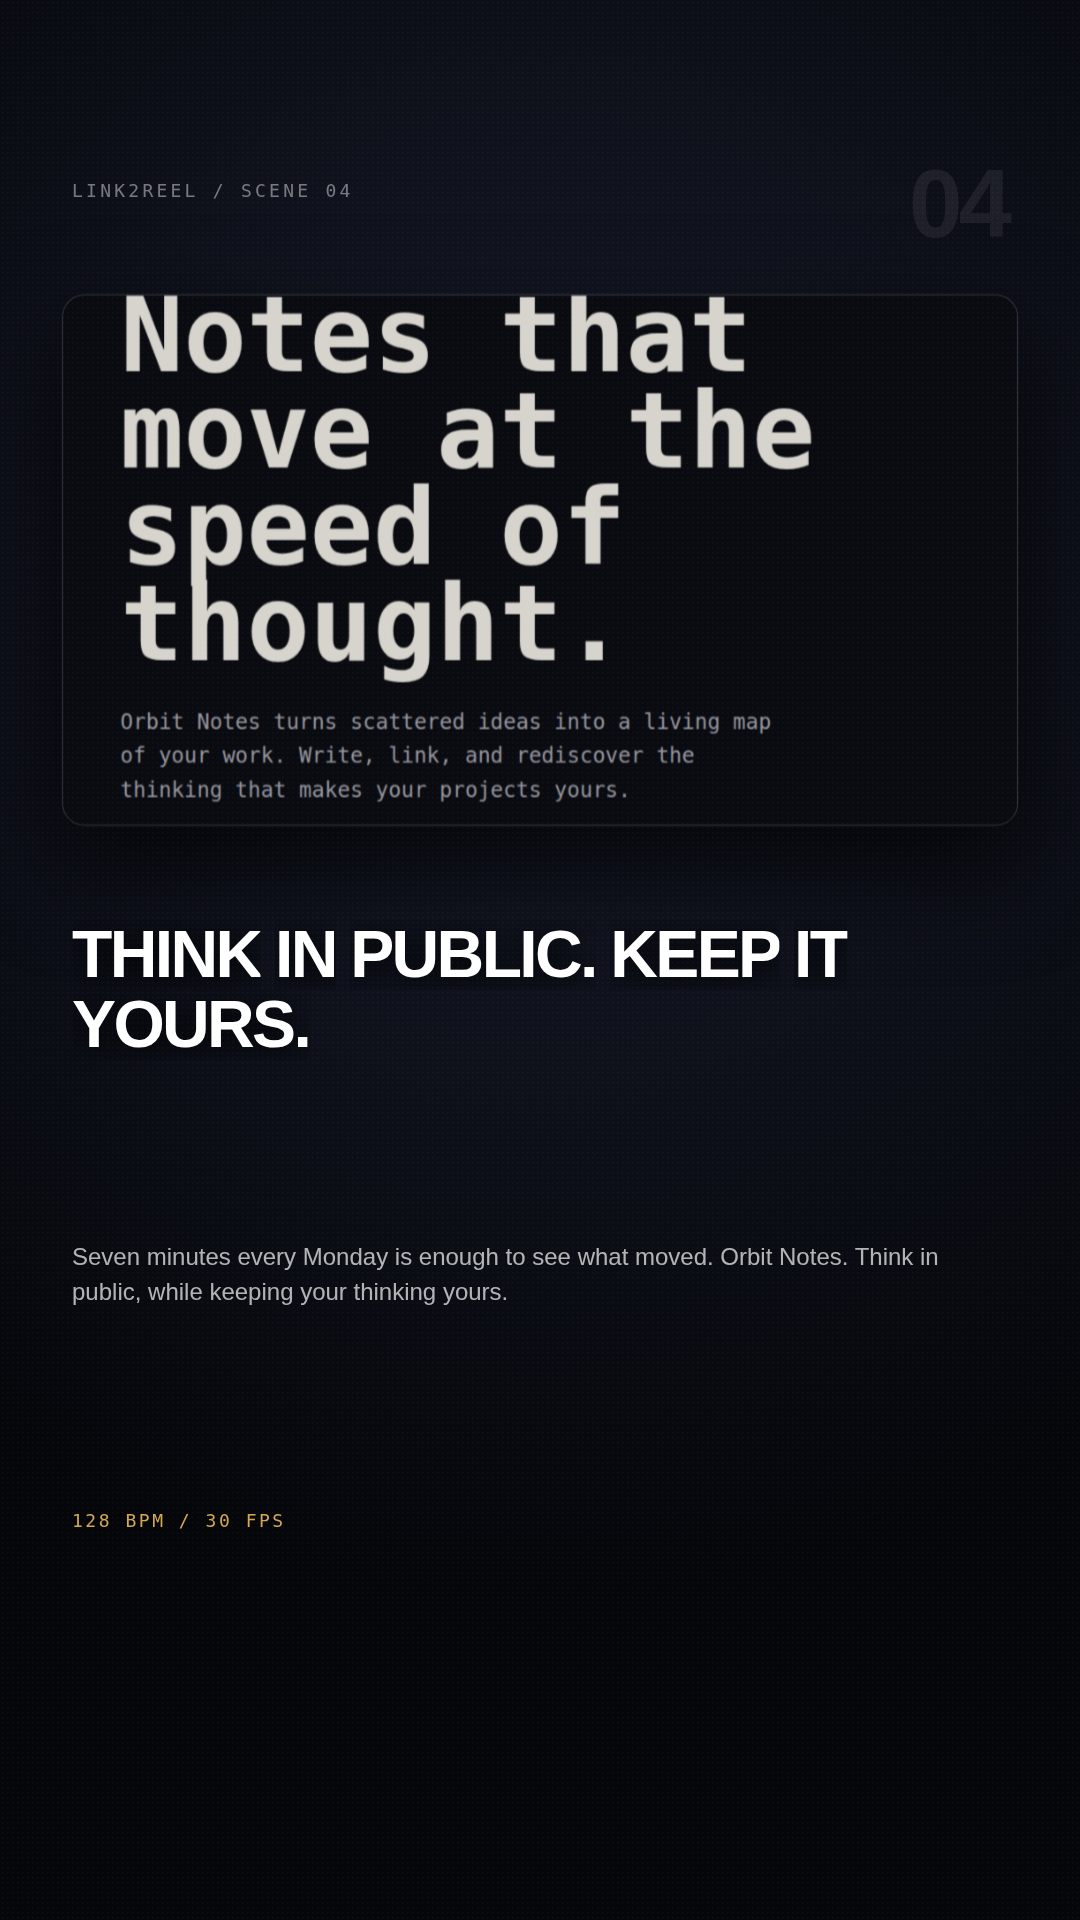 LINK2REEL / SCENE 04
04
Notes that
move at the
speed of
thought.
Orbit Notes turns scattered ideas into a living map
of your work. Write, link, and rediscover the
thinking that makes your projects yours.
THINK IN PUBLIC. KEEP IT
YOURS.
Seven minutes every Monday is enough to see what moved. Orbit Notes. Think in
public, while keeping your thinking yours.
128 BPM / 30 FPS